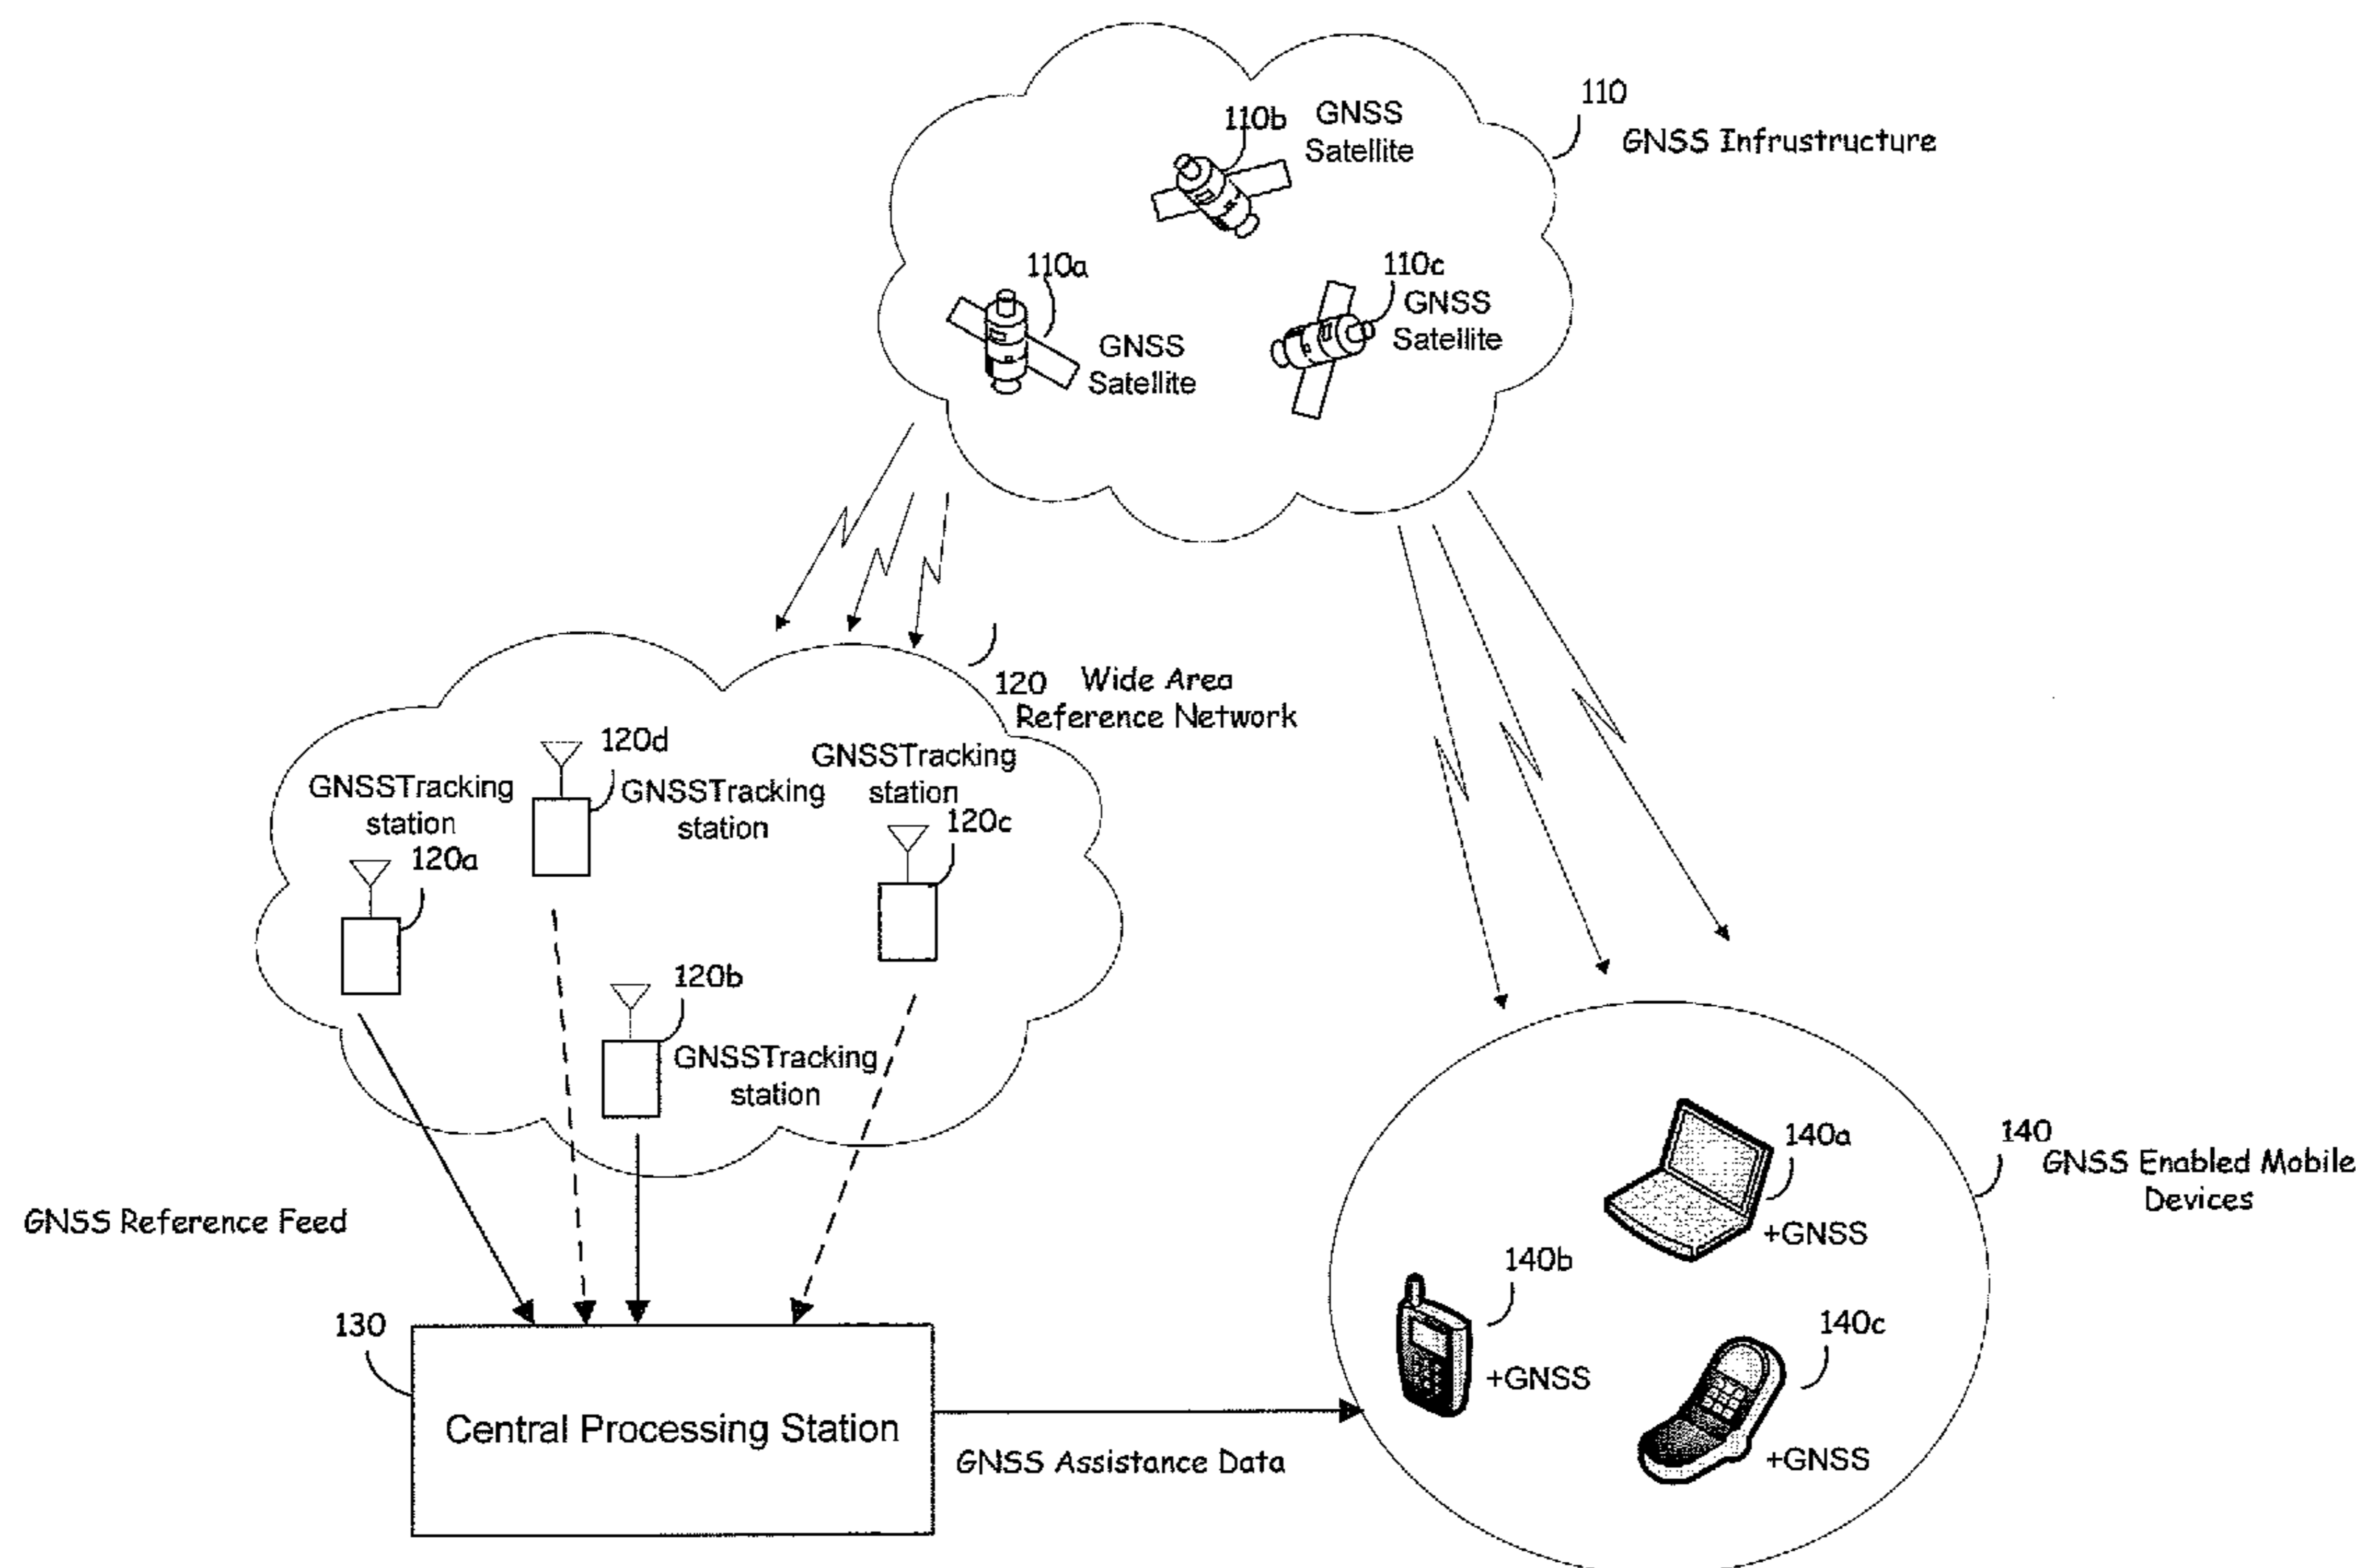 110
GNSS Infrustructure
110b
GNSS
Satellite
110a
GNSS
Satellite
110c
GNSS
Satellite
120 Wide Area
Reference Network
120d
GNSSTracking
station
GNSSTracking
station
120a
GNSSTracking
station
120c
120b
GNSSTracking
station
GNSS Reference Feed
130
Central Processing Station
GNSS Assistance Data
140
GNSS Enabled Mobile
Devices
140a
+GNSS
140b
+GNSS
140c
+GNSS